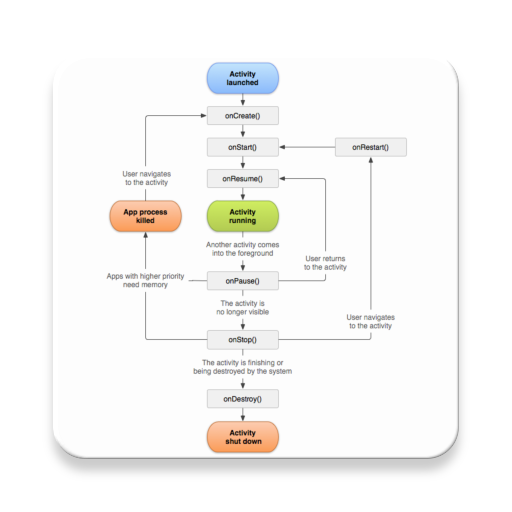 Activity
launched
onCreate()
onStart()
onRestart()
onResume()
User navigates
to the activity
App process
killed
Activity
running
Another activity comes
into the foreground
User returns
to the activity
Apps with higher priority
need memory
onPause()
The activity is
no longer visible
User navigates
to the activity
onStop()
The activity is finishing or
being destroyed by the system
onDestroy()
Activity
shut down